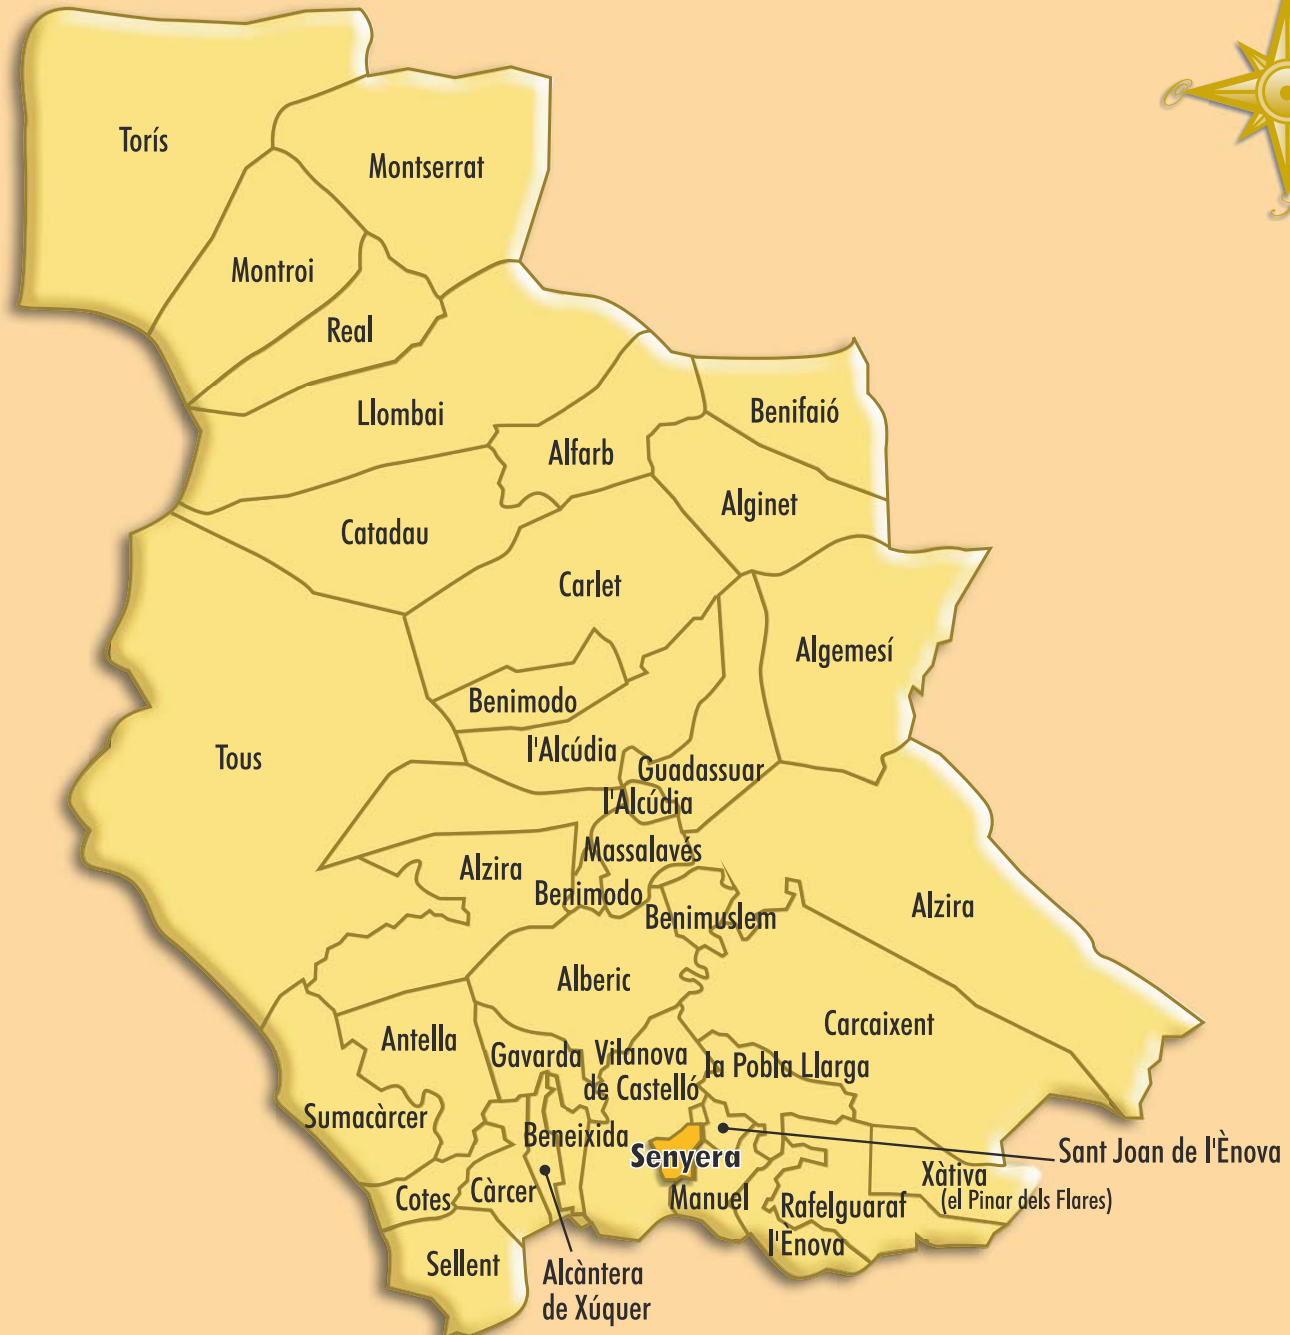 Torís
Montserrat
O
Montroi
S
Real
Llombai
Benifaió
Alfarb
Alginet
Catadau
Carlet
Algemesí
Benimodo
l'Alcúdia
Tous
Guadassuar
l'Alcúdia
Massalavés
Alzira
Benimodo
Alzira
Benimuslem
Alberic
Carcaixent
Antella
Gavarda
Vilanova
de Castelló
la Pobla Llarga
Sumacàrcer
Beneixida
Senyera
Sant Joan de l'Ènova
Xàtiva
(el Pinar dels Flares)
Cotes
Càrcer
Manuel
Rafelguaraf
l'Ènova
Sellent
Alcàntera
de Xúquer